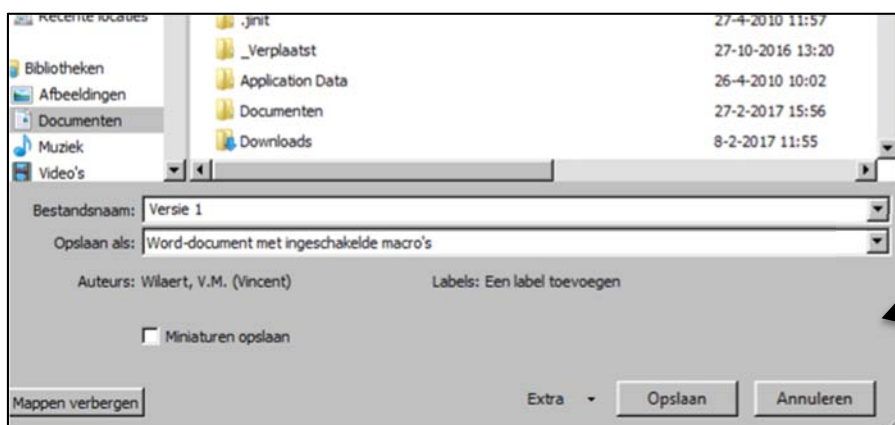 Recente locaties
Bibliotheken
Afbeeldingen
Documenten
Muziek
Video's
.jinit 27-4-2010 11:57
_Verplaatst 27-10-2016 13:20
Application Data 26-4-2010 10:02
Documenten 27-2-2017 15:56
Downloads 8-2-2017 11:55
Bestandsnaam: Versie 1
Opslaan als: Word-document met ingeschakelde macro's
Auteurs: Wilaert, V.M. (Vincent) Labels: Een label toevoegen
Miniaturen opslaan
Mappen verbergen Extra Opslaan Annuleren